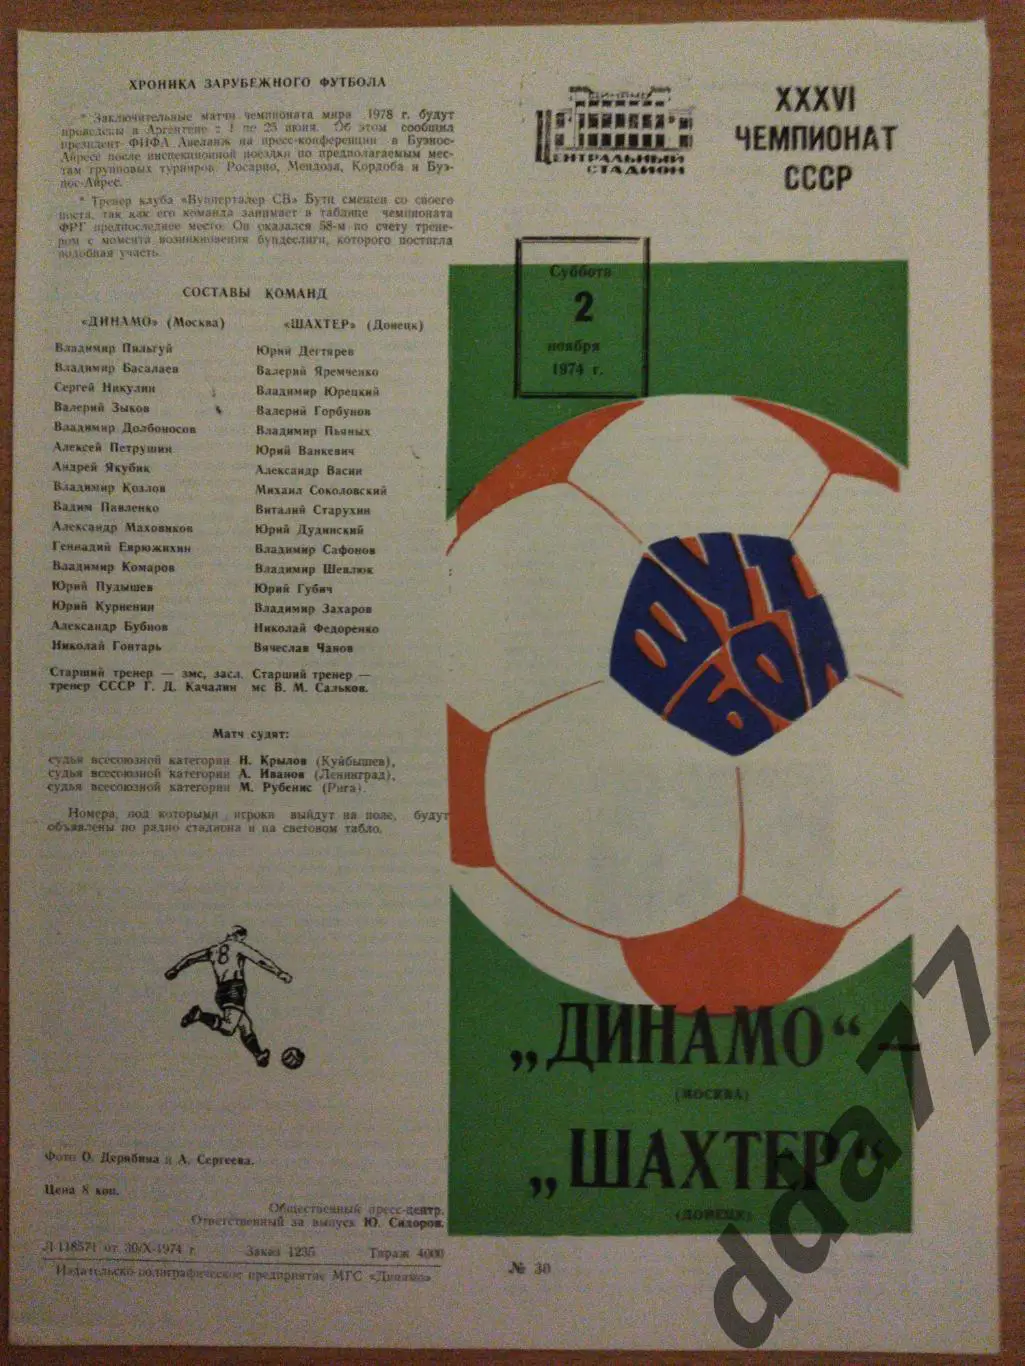 ХРОНИКА ЗАРУБЕЖНОГО ФУТБОЛА
* Заключительные матчи чемпионата мира 1978 г. будут
проведены в Аргентине с 1 по 25 июня. Об этом сообщил
президент ФИФА Авеланж на пресс-конференции в Буэнос-
Айресе после инспекционной поездки по предполагаемым мес-
там групповых турниров: Росарио, Мендоза, Кордоба и Буэ-
нос-Айрес.
* Тренер клуба «Вупперталер СВ» Бутц смещен со своего
поста, так как его команда занимает в таблице чемпионата
ФРГ предпоследнее место. Он оказался 58-м по счету трене-
ром с момента возникновения бундеслиги, которого постигла
подобная участь.
СОСТАВЫ КОМАНД
«ДИНАМО» (Москва) «ШАХТЕР» (Донецк)
Владимир Пильгуй Юрий Дегтярев
Владимир Басалаев Валерий Яремченко
Сергей Никулин Владимир Юрецкий
Валерий Зыков Валерий Горбунов
Владимир Долбоносов Владимир Пьяных
Алексей Петрушин Юрий Ванкевич
Андрей Якубик Александр Васин
Владимир Козлов Михаил Соколовский
Вадим Павленко Виталий Старухин
Александр Маховиков Юрий Дудинский
Геннадий Еврюжихин Владимир Сафонов
Владимир Комаров Владимир Шевлюк
Юрий Пудышев Юрий Губич
Юрий Курненин Владимир Захаров
Александр Бубнов Николай Федоренко
Николай Гонтарь Вячеслав Чанов
Старший тренер — змс, засл. Старший тренер —
тренер СССР Г. Д. Качалин мс В. М. Сальков.
Матч судят:
судья всесоюзной категории Н. Крылов (Куйбышев),
судья всесоюзной категории А. Иванов (Ленинград),
судья всесоюзной категории М. Рубенис (Рига).
Номера, под которыми игроки выйдут на поле, будут
объявлены по радио стадиона и на световом табло.
8
Фото О. Дерябина и А. Сергеева.
Цена 8 коп.
Общественный пресс-центр.
Ответственный за выпуск Ю. Сидоров.
Л-118571 от 30/X-1974 г. Заказ 1235 Тираж 4000
Издательско-полиграфическое предприятие МГС «Динамо»
ДИНАМО
ЦЕНТРАЛЬНЫЙ
СТАДИОН
XXXVI
ЧЕМПИОНАТ
СССР
Суббота
2
ноября
1974 г.
ФУТ
БОЛ
„ДИНАМО“ —
(МОСКВА)
„ШАХТЕР“
(ДОНЕЦК)
№ 30
dda77